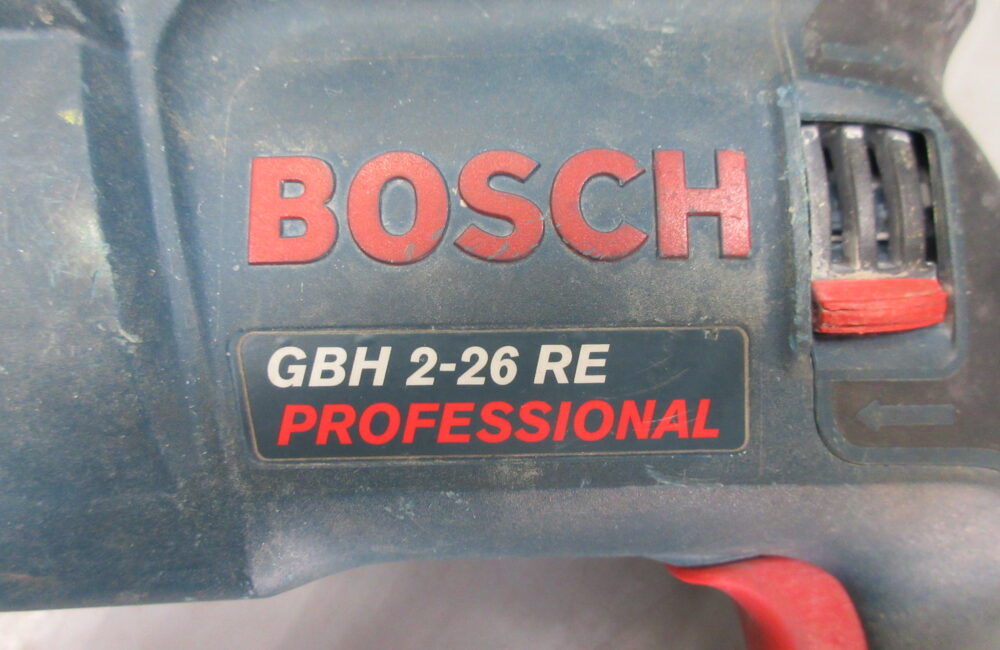 BOSCH
GBH 2-26 RE
PROFESSIONAL